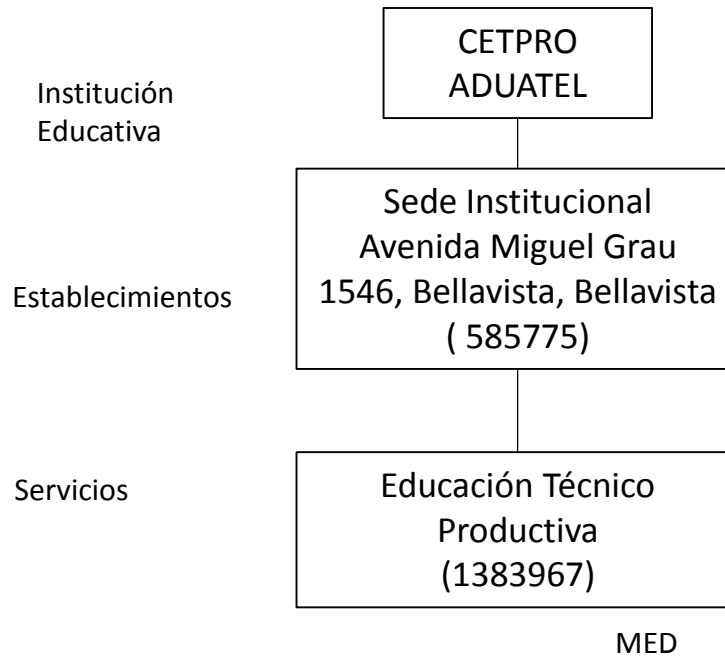 CETPRO
ADUATEL
Institución
Educativa
Sede Institucional
Avenida Miguel Grau
1546, Bellavista, Bellavista
( 585775)
Establecimientos
Educación Técnico
Productiva
(1383967)
Servicios
MED